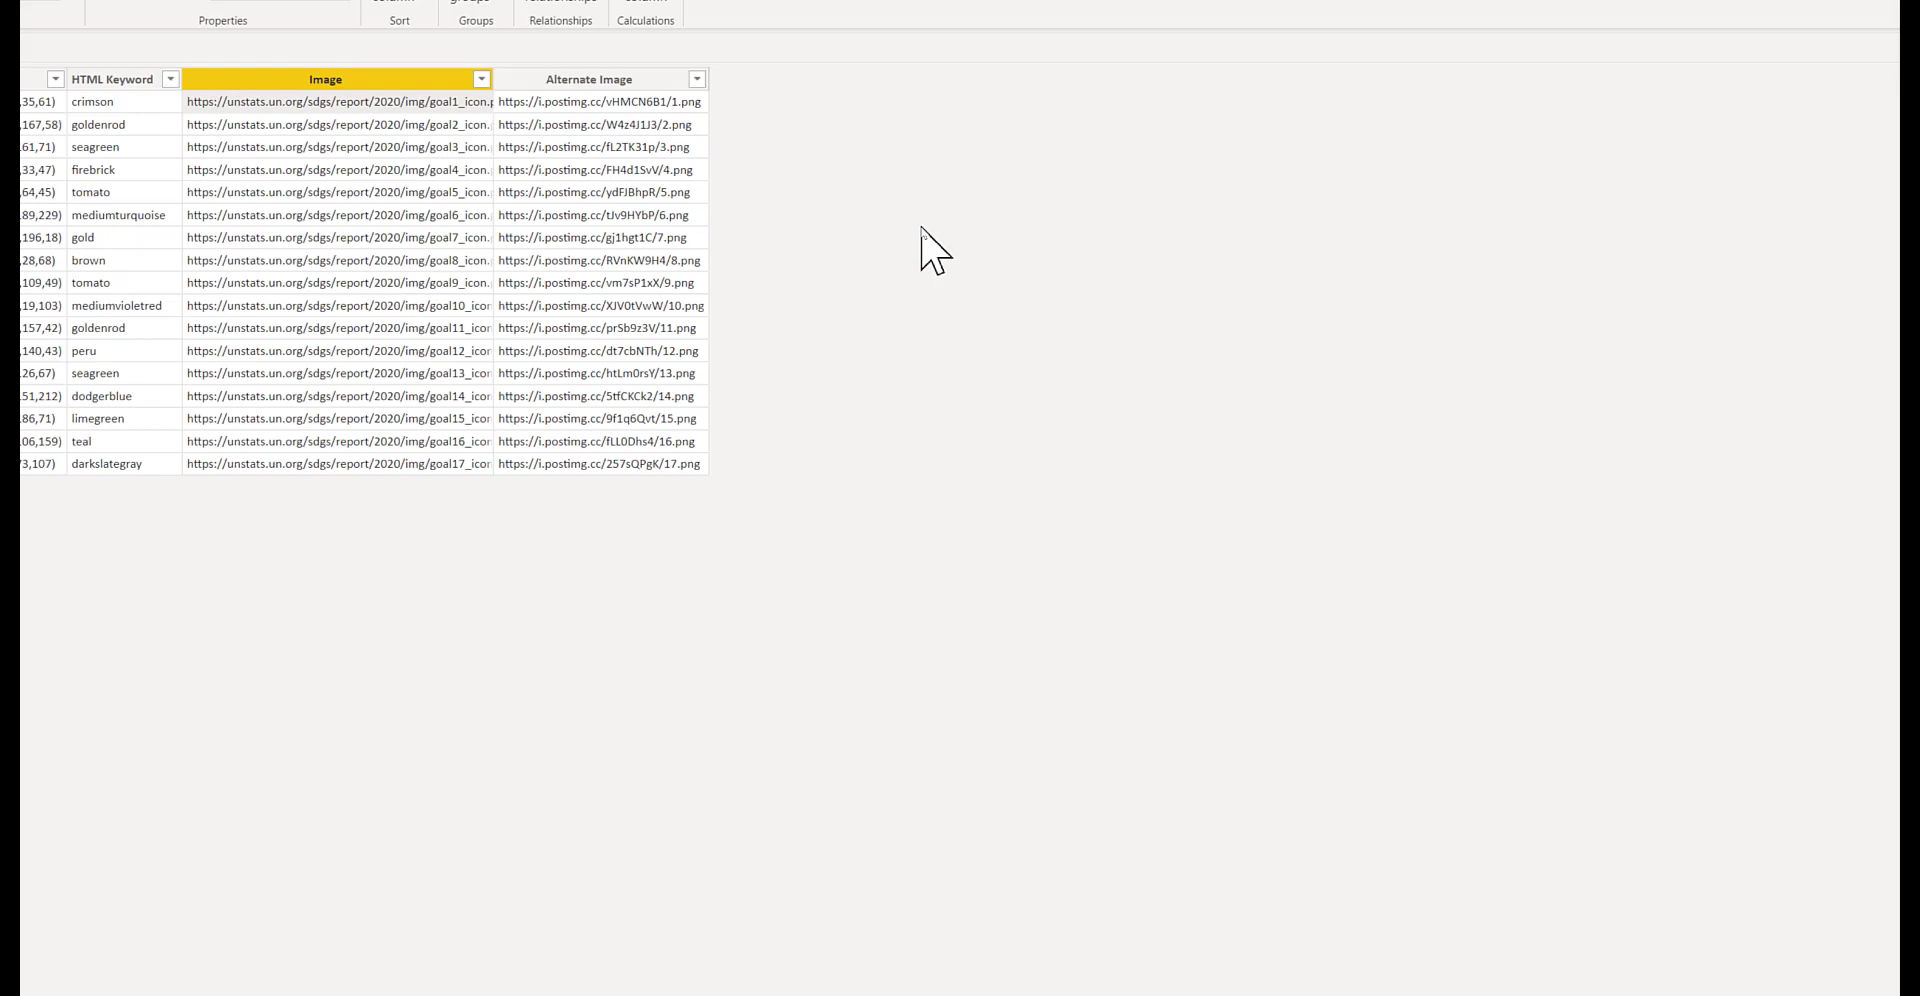 Properties Sort Groups Relationships Calculations
HTML Keyword Image Alternate Image
,35,61) crimson https://unstats.un.org/sdgs/report/2020/img/goal1_icon.p https://i.postimg.cc/vHMCN6B1/1.png
,167,58) goldenrod https://unstats.un.org/sdgs/report/2020/img/goal2_icon. https://i.postimg.cc/W4z4J1J3/2.png
,61,71) seagreen https://unstats.un.org/sdgs/report/2020/img/goal3_icon. https://i.postimg.cc/fL2TK31p/3.png
,33,47) firebrick https://unstats.un.org/sdgs/report/2020/img/goal4_icon. https://i.postimg.cc/FH4d1SvV/4.png
,64,45) tomato https://unstats.un.org/sdgs/report/2020/img/goal5_icon. https://i.postimg.cc/ydFJBhpR/5.png
89,229) mediumturquoise https://unstats.un.org/sdgs/report/2020/img/goal6_icon. https://i.postimg.cc/tJv9HYbP/6.png
,196,18) gold https://unstats.un.org/sdgs/report/2020/img/goal7_icon. https://i.postimg.cc/gj1hgt1C/7.png
,28,68) brown https://unstats.un.org/sdgs/report/2020/img/goal8_icon. https://i.postimg.cc/RVnKW9H4/8.png
,109,49) tomato https://unstats.un.org/sdgs/report/2020/img/goal9_icon. https://i.postimg.cc/vm7sP1xX/9.png
,19,103) mediumvioletred https://unstats.un.org/sdgs/report/2020/img/goal10_icon https://i.postimg.cc/XJV0tVwW/10.png
,157,42) goldenrod https://unstats.un.org/sdgs/report/2020/img/goal11_icon https://i.postimg.cc/prSb9z3V/11.png
,140,43) peru https://unstats.un.org/sdgs/report/2020/img/goal12_icon https://i.postimg.cc/dt7cbNTh/12.png
26,67) seagreen https://unstats.un.org/sdgs/report/2020/img/goal13_icon https://i.postimg.cc/htLm0rsY/13.png
51,212) dodgerblue https://unstats.un.org/sdgs/report/2020/img/goal14_icon https://i.postimg.cc/5tfCKCk2/14.png
86,71) limegreen https://unstats.un.org/sdgs/report/2020/img/goal15_icon https://i.postimg.cc/9f1q6Qvt/15.png
06,159) teal https://unstats.un.org/sdgs/report/2020/img/goal16_icon https://i.postimg.cc/fLL0Dhs4/16.png
3,107) darkslategray https://unstats.un.org/sdgs/report/2020/img/goal17_icon https://i.postimg.cc/257sQPgK/17.png